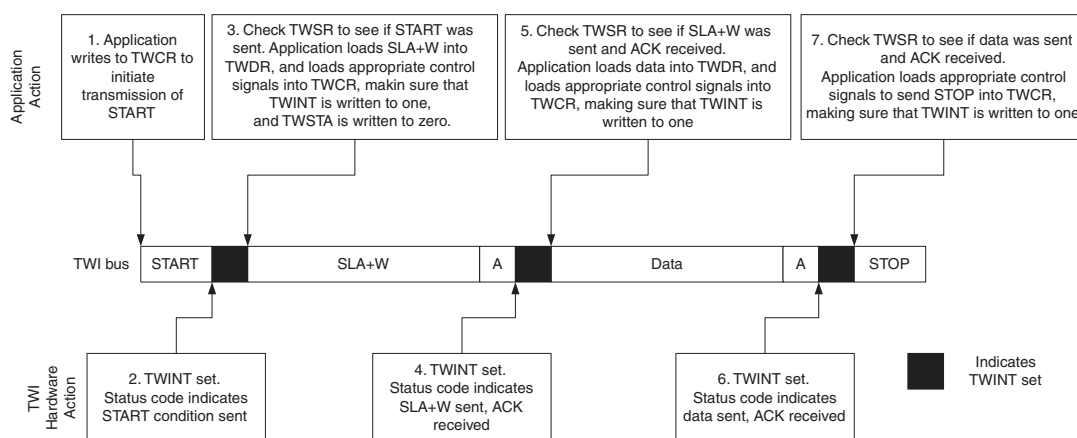 Application
Action
1. Application
writes to TWCR to
initiate
transmission of
START
3. Check TWSR to see if START was
sent. Application loads SLA+W into
TWDR, and loads appropriate control
signals into TWCR, makin sure that
TWINT is written to one,
and TWSTA is written to zero.
5. Check TWSR to see if SLA+W was
sent and ACK received.
Application loads data into TWDR, and
loads appropriate control signals into
TWCR, making sure that TWINT is
written to one
7. Check TWSR to see if data was sent
and ACK received.
Application loads appropriate control
signals to send STOP into TWCR,
making sure that TWINT is written to one
TWI bus
START
SLA+W
A
Data
A
STOP
TWI
Hardware
Action
2. TWINT set.
Status code indicates
START condition sent
4. TWINT set.
Status code indicates
SLA+W sent, ACK
received
6. TWINT set.
Status code indicates
data sent, ACK received
Indicates
TWINT set